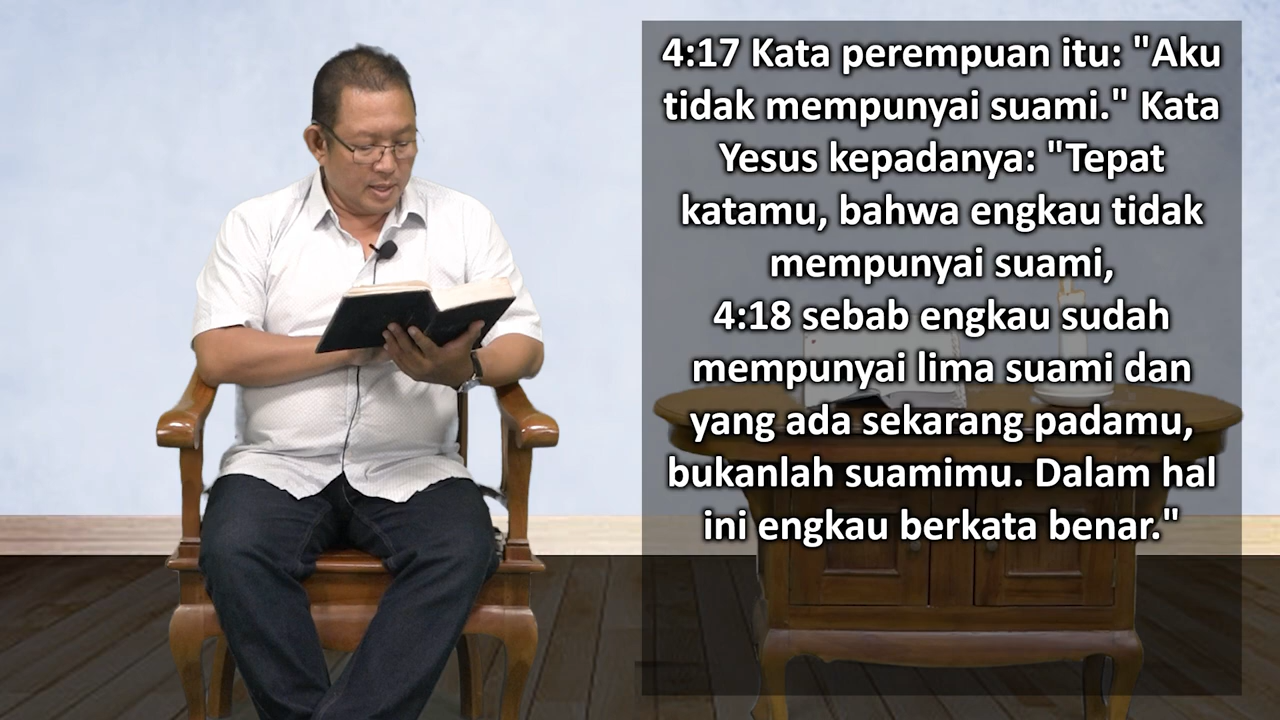 4:17 Kata perempuan itu: "Aku
tidak mempunyai suami." Kata
Yesus kepadanya: "Tepat
katamu, bahwa engkau tidak
mempunyai suami,
4:18 sebab engkau sudah
mempunyai lima suami dan
yang ada sekarang padamu,
bukanlah suamimu. Dalam hal
ini engkau berkata benar."